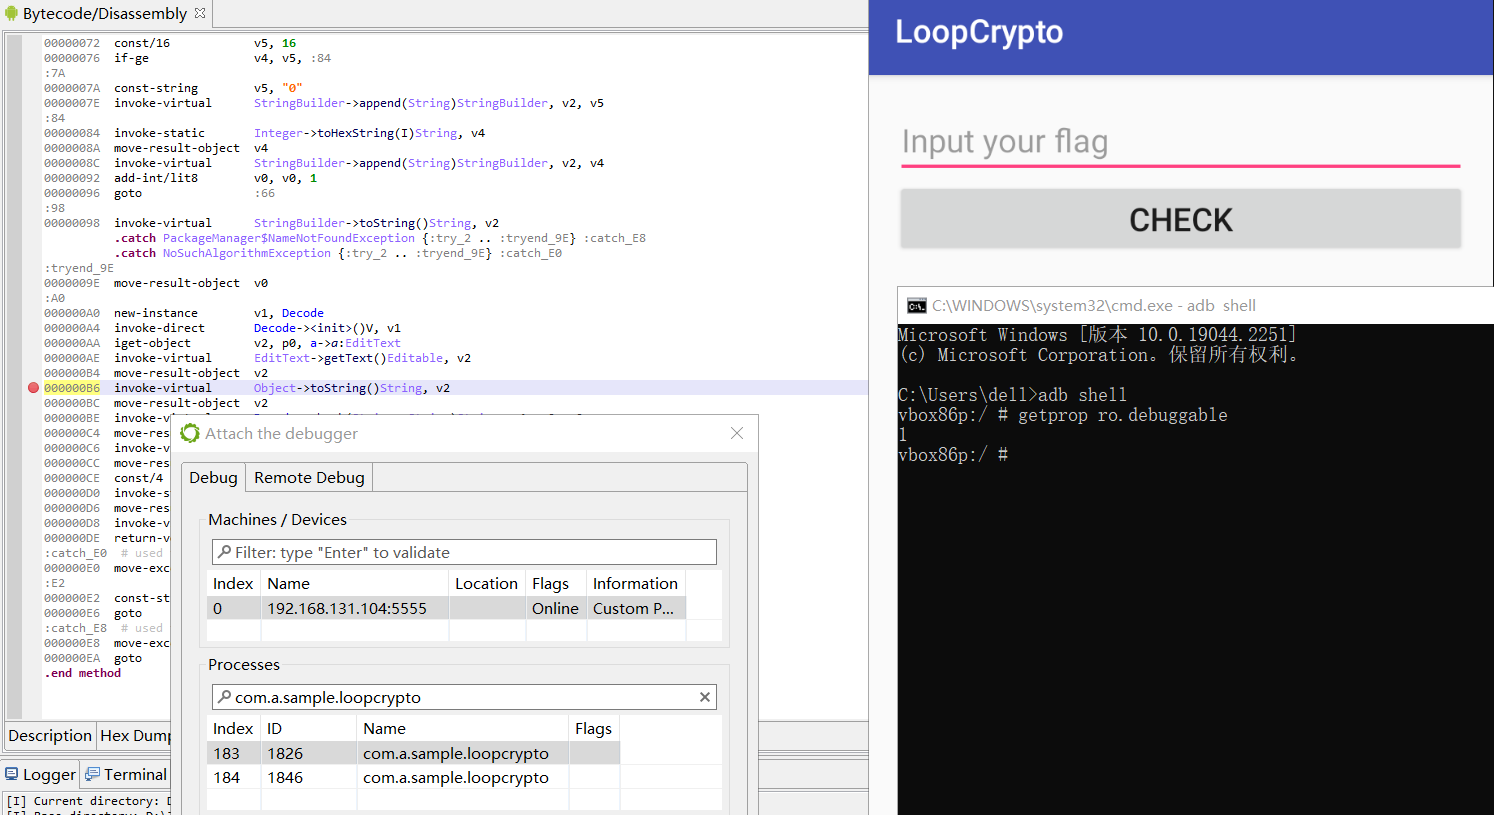 Bytecode/Disassembly
00000072 const/16 v5, 16
00000076 if-ge v4, v5, :84
:7A
0000007A const-string v5, "0"
0000007E invoke-virtual StringBuilder->append(String)StringBuilder, v2, v5
:84
00000084 invoke-static Integer->toHexString(I)String, v4
0000008A move-result-object v4
0000008C invoke-virtual StringBuilder->append(String)StringBuilder, v2, v4
00000092 add-int/lit8 v0, v0, 1
00000096 goto :66
:98
00000098 invoke-virtual StringBuilder->toString()String, v2
.catch PackageManager$NameNotFoundException {:try_2 .. :tryend_9E} :catch_E8
.catch NoSuchAlgorithmException {:try_2 .. :tryend_9E} :catch_E0
:tryend_9E
0000009E move-result-object v0
:A0
000000A0 new-instance v1, Decode
000000A4 invoke-direct Decode-><init>()V, v1
000000AA iget-object v2, p0, a->a:EditText
000000AE invoke-virtual EditText->getText()Editable, v2
000000B4 move-result-object v2
000000B6 invoke-virtual Object->toString()String, v2
000000BC move-result-object v2
000000BE invoke-v
000000C4 move-res
000000C6 invoke-v
000000CC move-res
000000CE const/4
000000D0 invoke-s
000000D6 move-res
000000D8 invoke-v
000000DE return-v
:catch_E0 # used
000000E0 move-exc
:E2
000000E2 const-st
000000E6 goto
:catch_E8 # used
000000E8 move-exc
000000EA goto
.end method
Description Hex Dump
Logger Terminal
[I] Current directory: D
Attach the debugger
Debug Remote Debug
Machines / Devices
Filter: type "Enter" to validate
Index Name Location Flags Information
0 192.168.131.104:5555 Online Custom P...
Processes
com.a.sample.loopcrypto
Index ID Name Flags
183 1826 com.a.sample.loopcrypto
184 1846 com.a.sample.loopcrypto
LoopCrypto
Input your flag
CHECK
C:\WINDOWS\system32\cmd.exe - adb shell
Microsoft Windows [版本 10.0.19044.2251]
(c) Microsoft Corporation。保留所有权利。
C:\Users\dell>adb shell
vbox86p:/ # getprop ro.debuggable
1
vbox86p:/ #